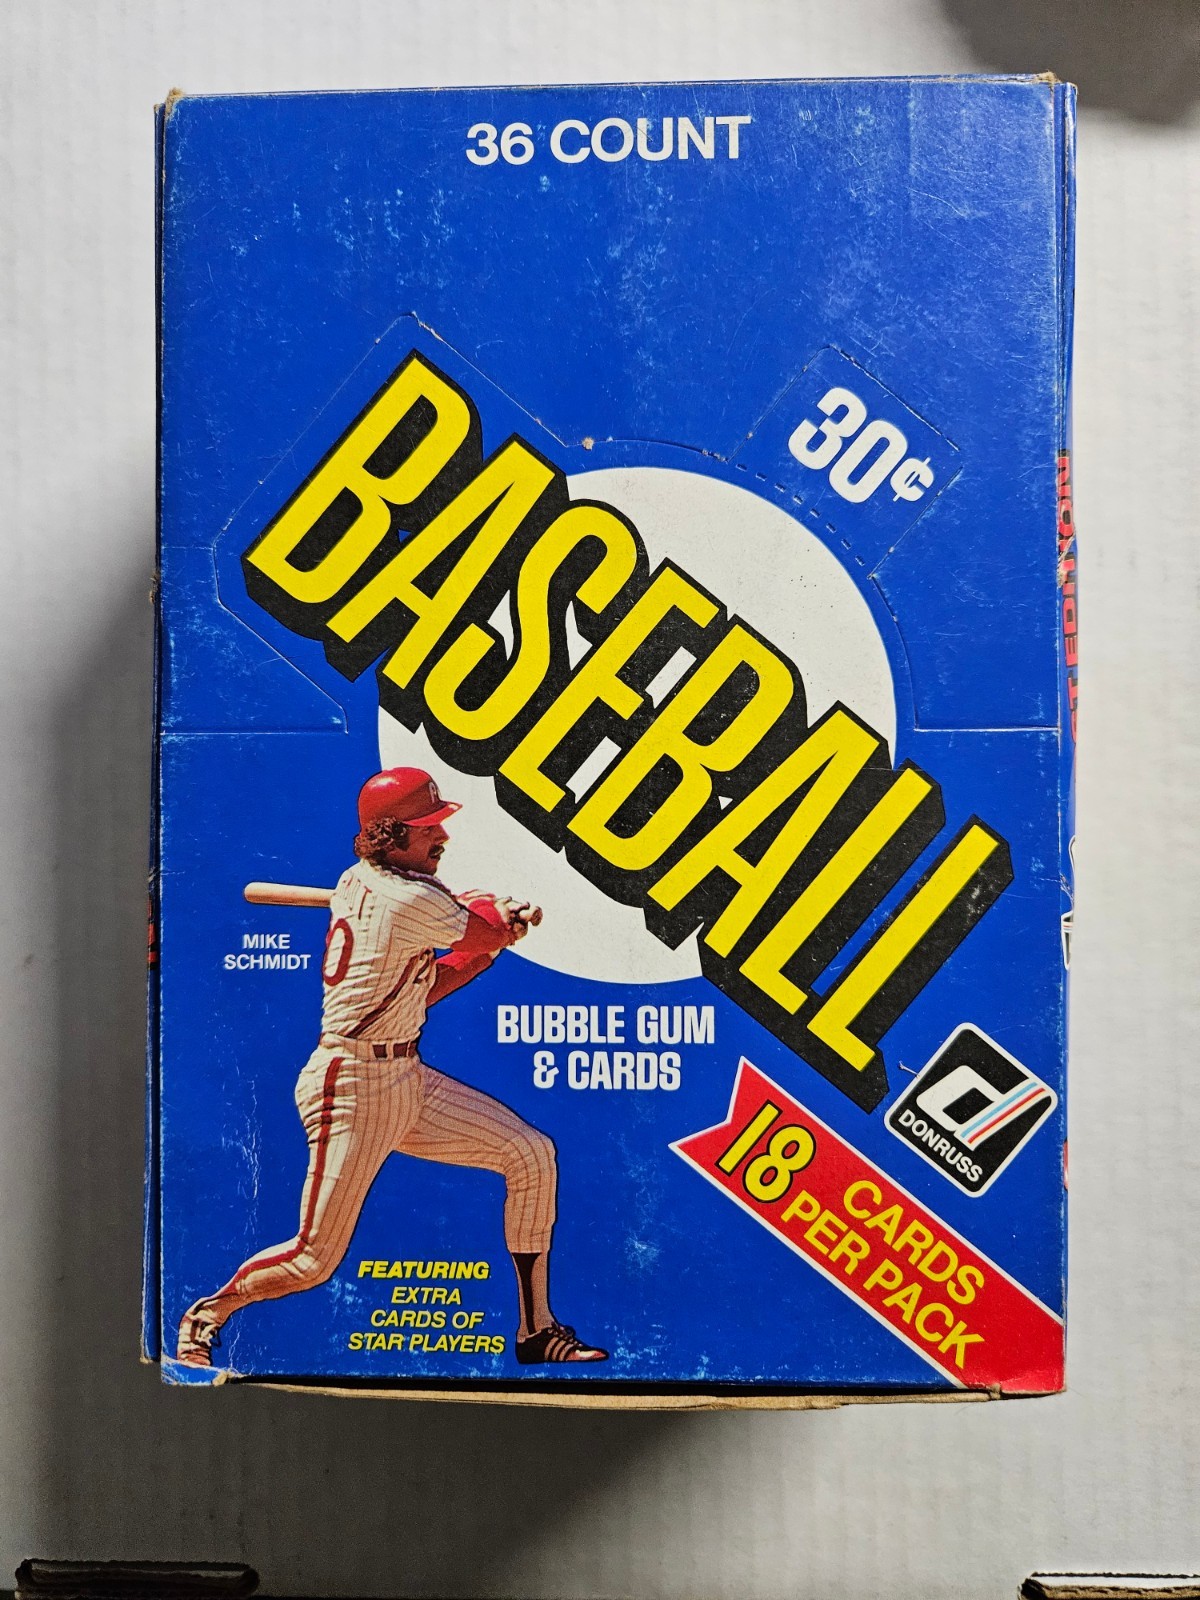 36 COUNT
30¢
BASEBALL
MIKE
SCHMIDT
BUBBLE GUM
& CARDS
DONRUSS
18 CARDS
PER PACK
FEATURING
EXTRA
CARDS OF
STAR PLAYERS